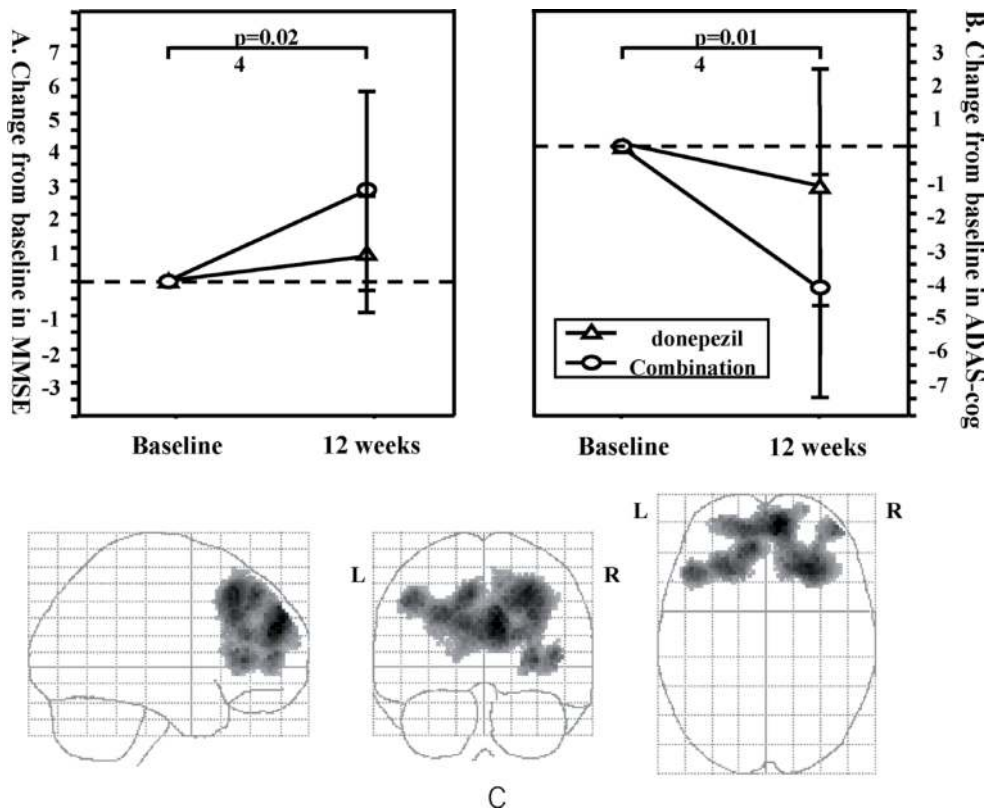 A. Change from baseline in MMSE
7
6
5
4
3
2
1
-1
-2
-3
p=0.02
4
Baseline
12 weeks
p=0.01
4
donepezil
Combination
Baseline
12 weeks
3
2
1
-1
-2
-3
-4
-5
-6
-7
B. Change from baseline in ADAS-cog
L
R
L
R
C